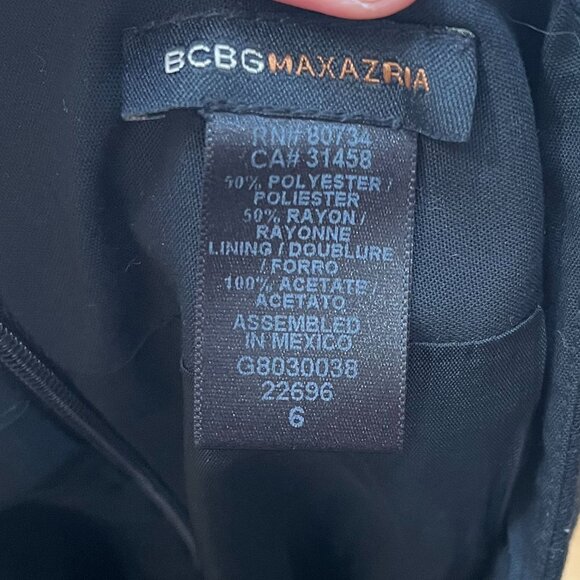 BCBGMAXAZRIA
RN# 80734
CA# 31458
50% POLYESTER /
POLIESTER
50% RAYON /
RAYONNE
LINING / DOUBLURE
/ FORRO
100% ACETATE /
ACETATO
ASSEMBLED
IN MEXICO
G8030038
22696
6